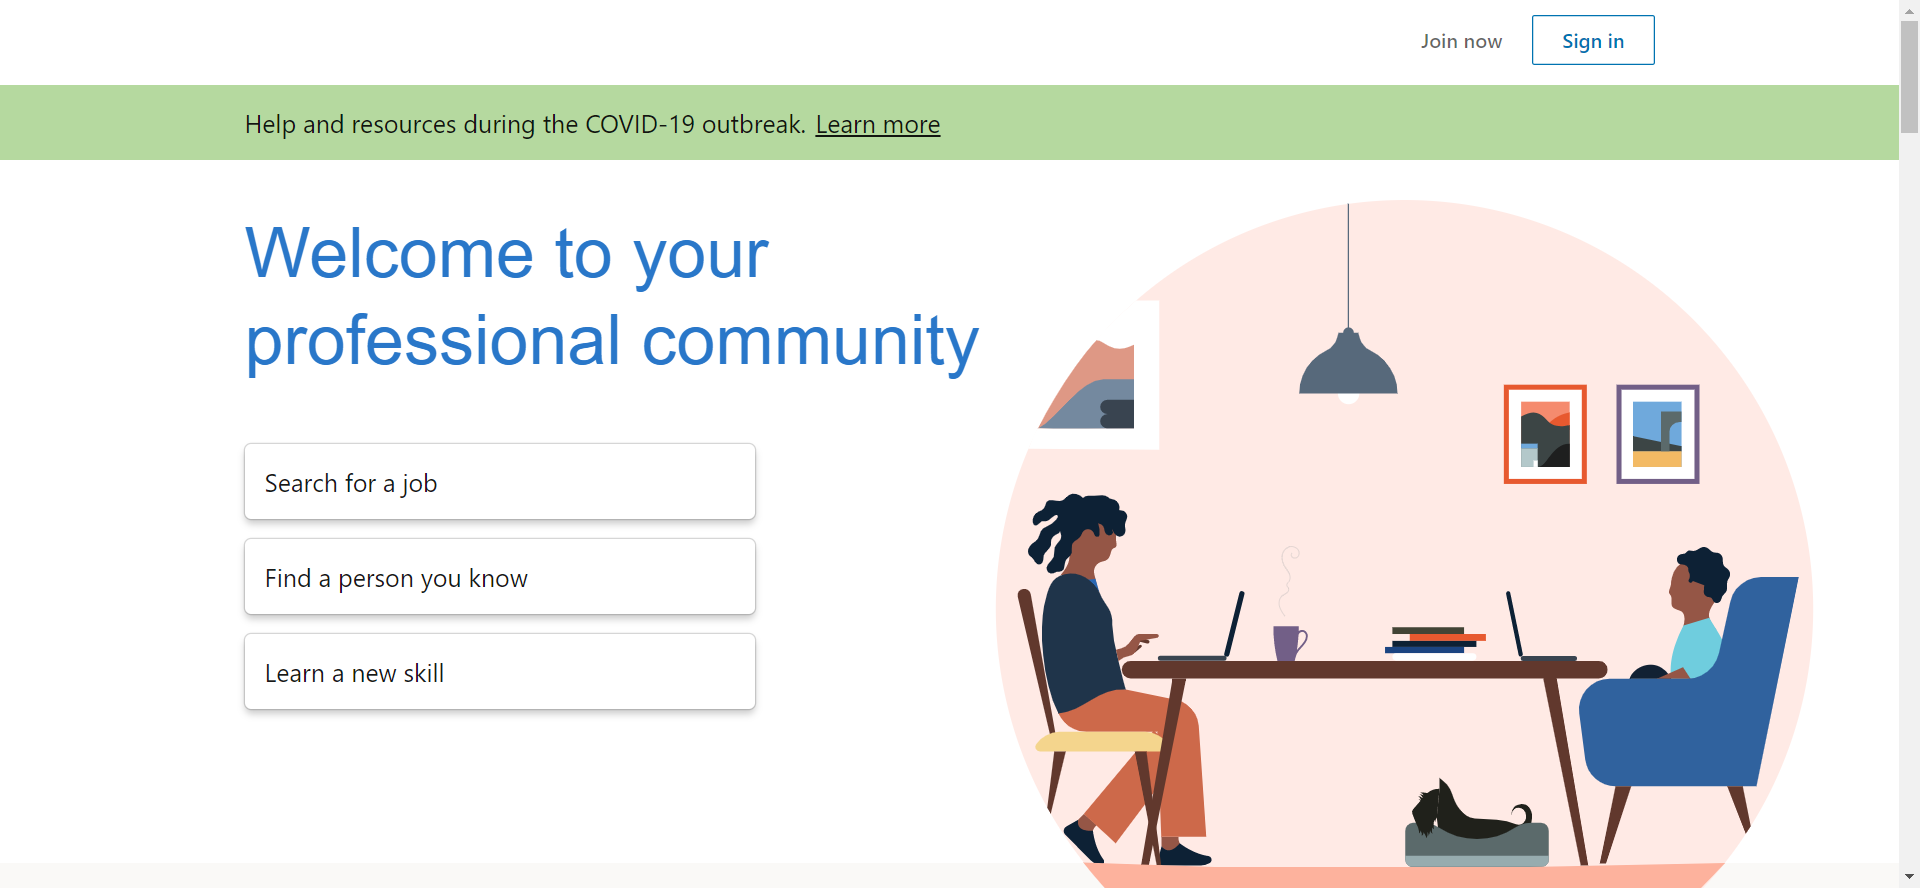 Join now
Sign in
Help and resources during the COVID-19 outbreak. Learn more
Welcome to your
professional community
Search for a job
Find a person you know
Learn a new skill